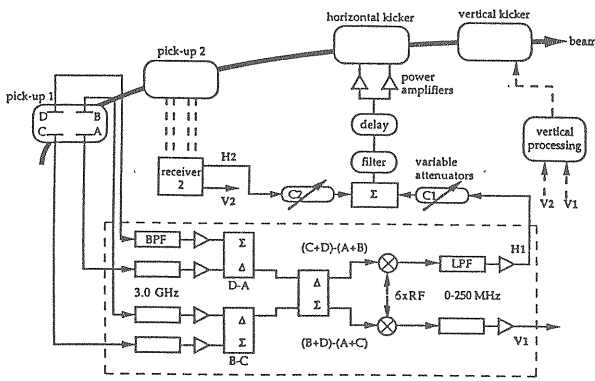 horizontal kicker
vertical kicker
beam
pick-up 2
power
amplifiers
pick-up 1
D B
C A
delay
vertical
processing
filter
receiver
2
H2
V2
variable
attenuators
C2
Σ
C1
V2 V1
BPF
Σ
Δ
D-A
(C+D)-(A+B)
H1
LPF
3.0 GHz
Δ
Σ
6xRF
0-250 MHz
Δ
Σ
B-C
(B+D)-(A+C)
V1